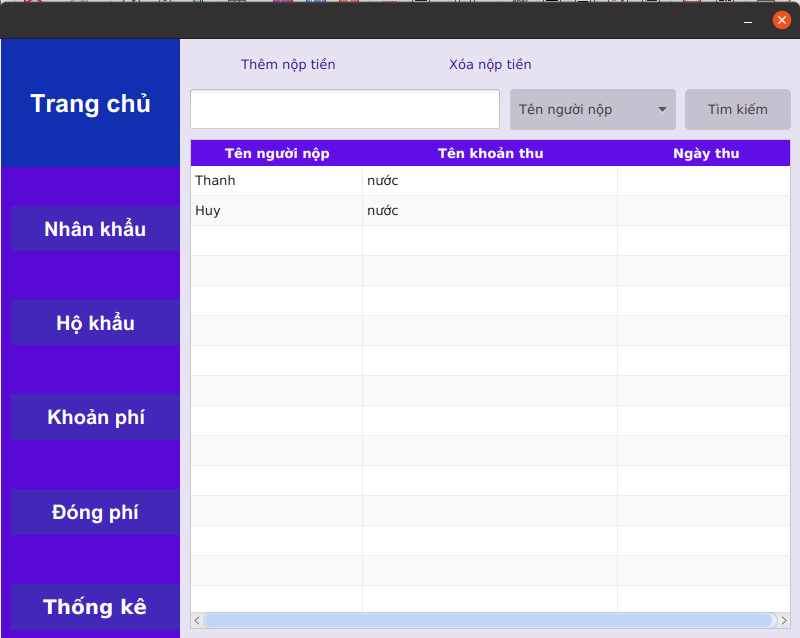 Trang chủ
Nhân khẩu
Hộ khẩu
Khoản phí
Đóng phí
Thống kê
Thêm nộp tiền
Xóa nộp tiền
Tên người nộp
Tìm kiếm
Tên người nộp Tên khoản thu Ngày thu
Thanh nước
Huy nước